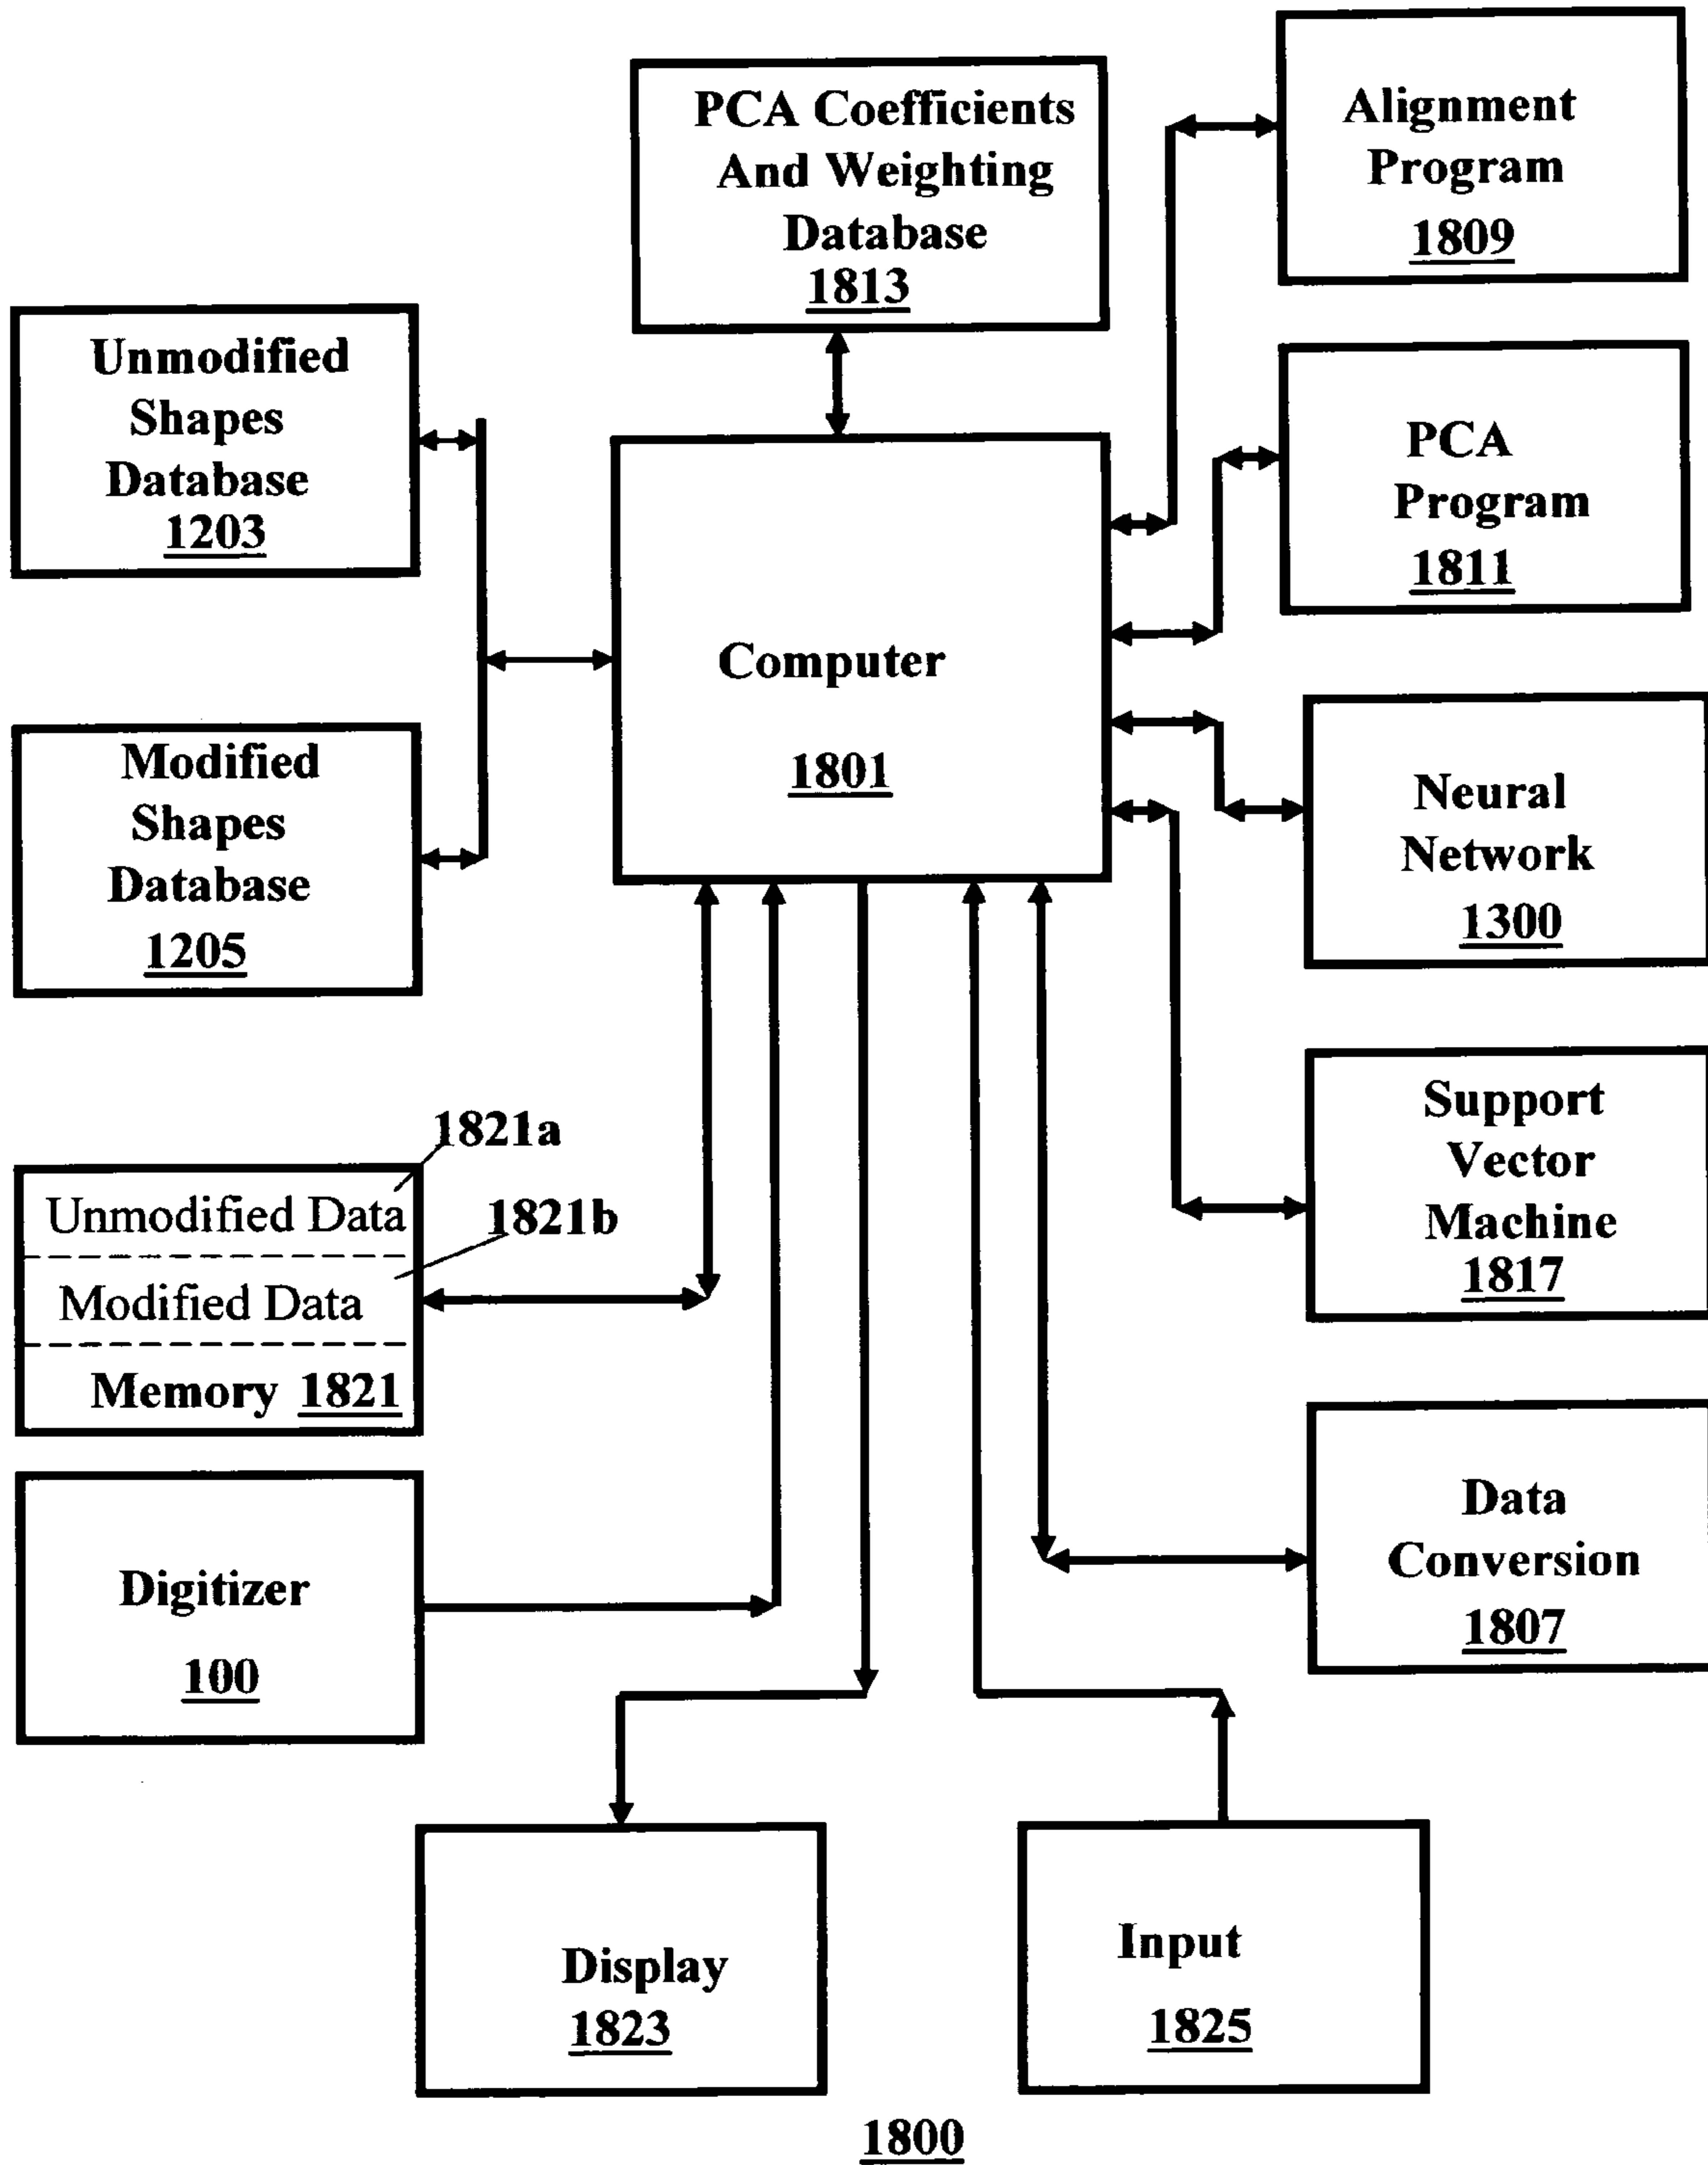 PCA Coefficients
And Weighting
Database
1813
Alignment
Program
1809
Unmodified
Shapes
Database
1203
PCA
Program
1811
Computer
1801
Modified
Shapes
Database
1205
Neural
Network
1300
Support
Vector
Machine
1817
1821a
Unmodified Data
1821b
Modified Data
Memory 1821
Data
Conversion
1807
Digitizer
100
Display
1823
Input
1825
1800